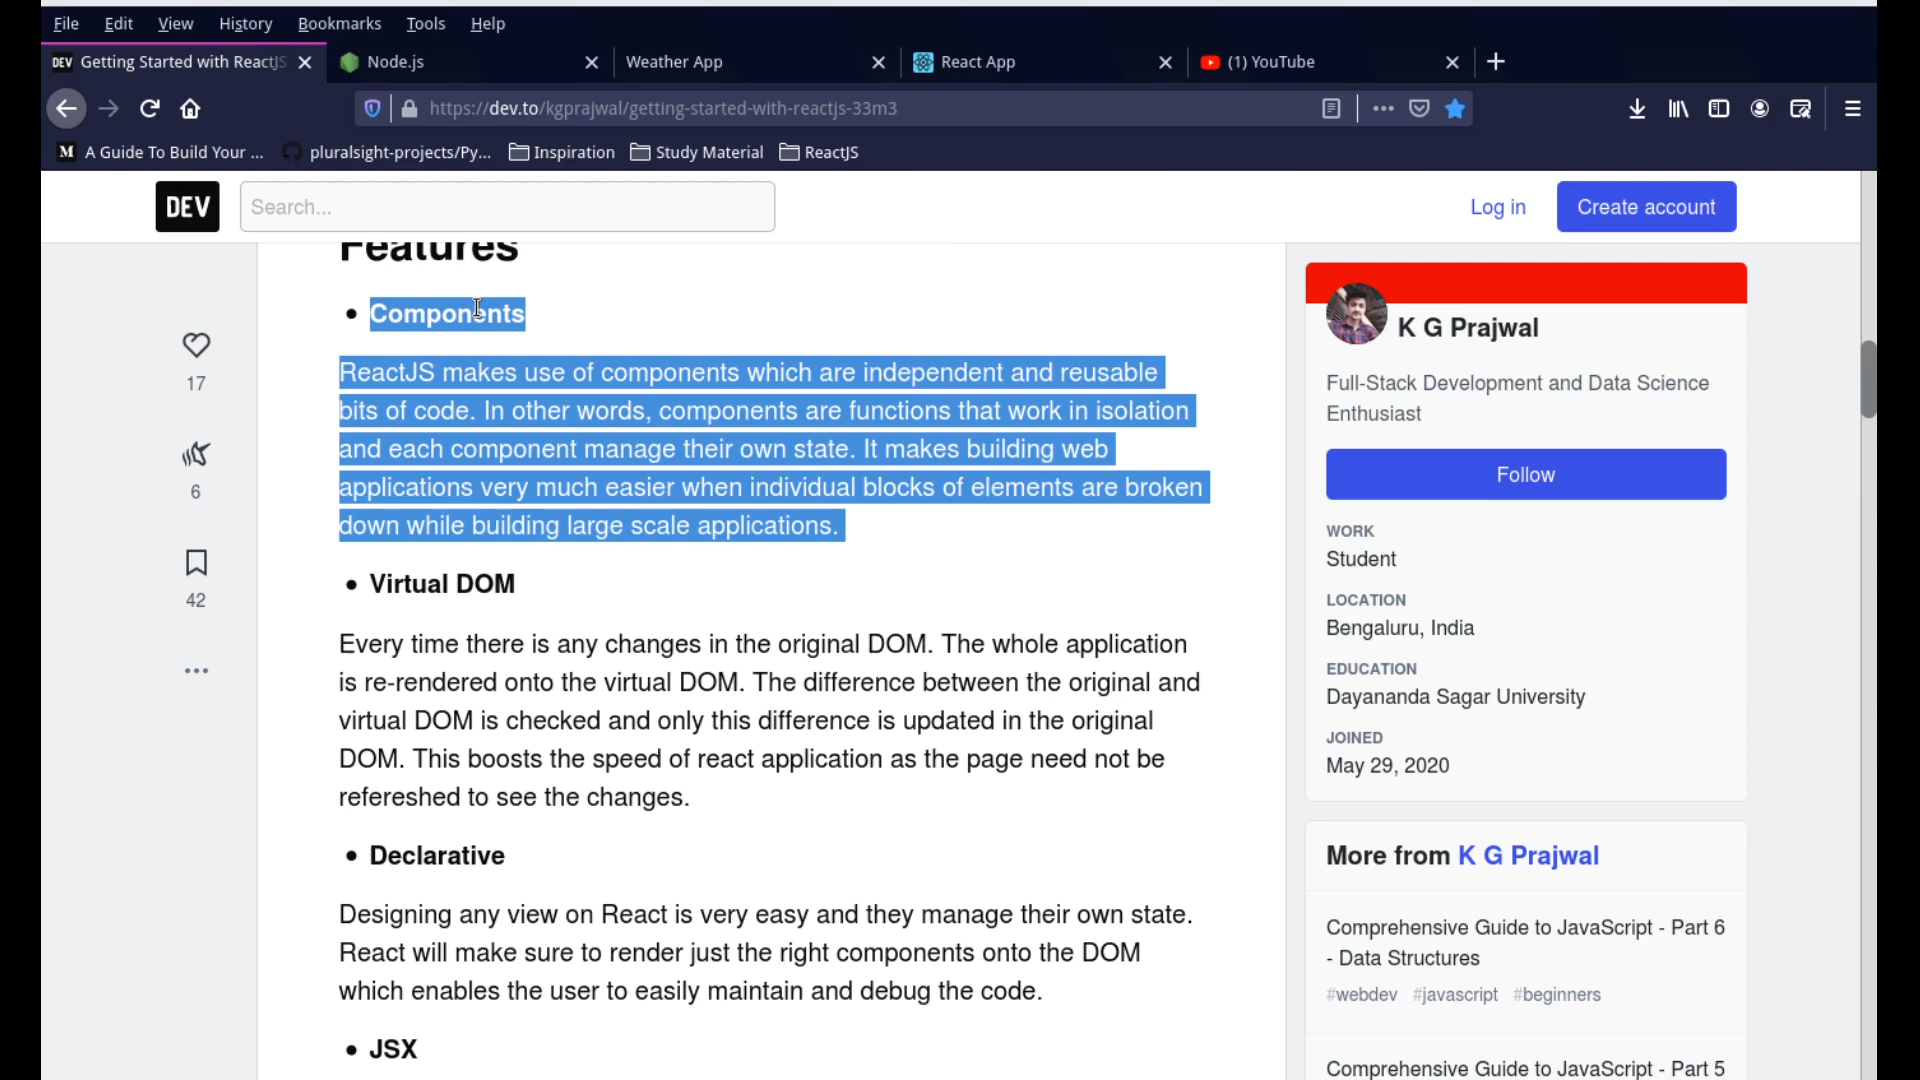 File Edit View History Bookmarks Tools Help
DEV Getting Started with ReactJS Node.js Weather App React App (1) YouTube
https://dev.to/kgprajwal/getting-started-with-reactjs-33m3
M A Guide To Build Your ... pluralsight-projects/Py... Inspiration Study Material ReactJS
DEV Search... Log in Create account
Features
Components
ReactJS makes use of components which are independent and reusable
bits of code. In other words, components are functions that work in isolation
and each component manage their own state. It makes building web
applications very much easier when individual blocks of elements are broken
down while building large scale applications.
Virtual DOM
Every time there is any changes in the original DOM. The whole application
is re-rendered onto the virtual DOM. The difference between the original and
virtual DOM is checked and only this difference is updated in the original
DOM. This boosts the speed of react application as the page need not be
refereshed to see the changes.
Declarative
Designing any view on React is very easy and they manage their own state.
React will make sure to render just the right components onto the DOM
which enables the user to easily maintain and debug the code.
JSX
17
6
42
K G Prajwal
Full-Stack Development and Data Science
Enthusiast
Follow
WORK
Student
LOCATION
Bengaluru, India
EDUCATION
Dayananda Sagar University
JOINED
May 29, 2020
More from K G Prajwal
Comprehensive Guide to JavaScript - Part 6
- Data Structures
#webdev #javascript #beginners
Comprehensive Guide to JavaScript - Part 5